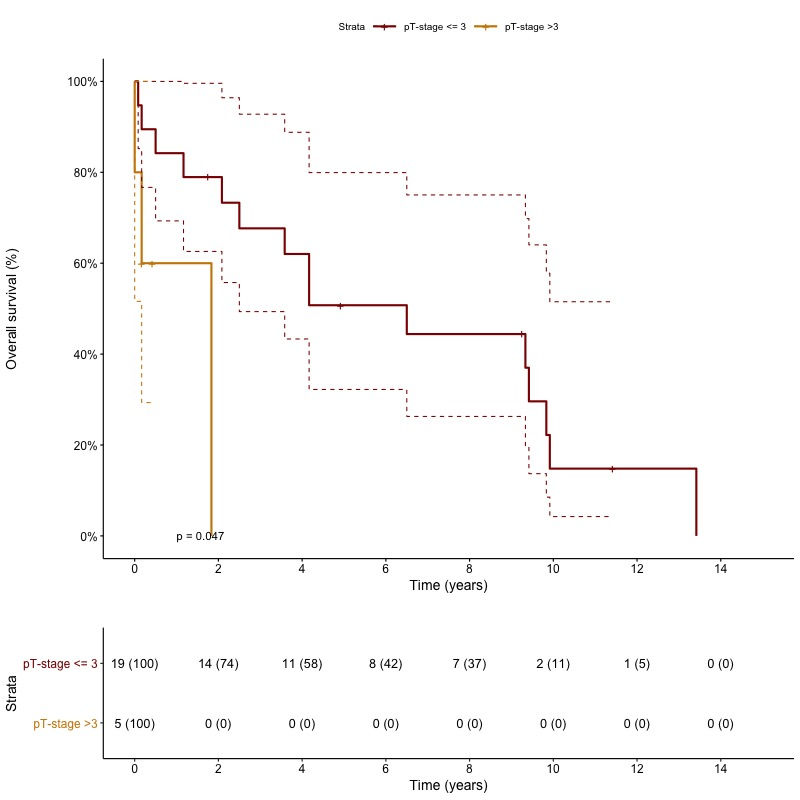 Strata pT-stage <= 3 pT-stage >3
Overall survival (%)
100%
80%
60%
40%
20%
0%
p = 0.047
0 2 4 6 8 10 12 14
Time (years)
Strata
pT-stage <= 3 19 (100) 14 (74) 11 (58) 8 (42) 7 (37) 2 (11) 1 (5) 0 (0)
pT-stage >3 5 (100) 0 (0) 0 (0) 0 (0) 0 (0) 0 (0) 0 (0) 0 (0)
0 2 4 6 8 10 12 14
Time (years)